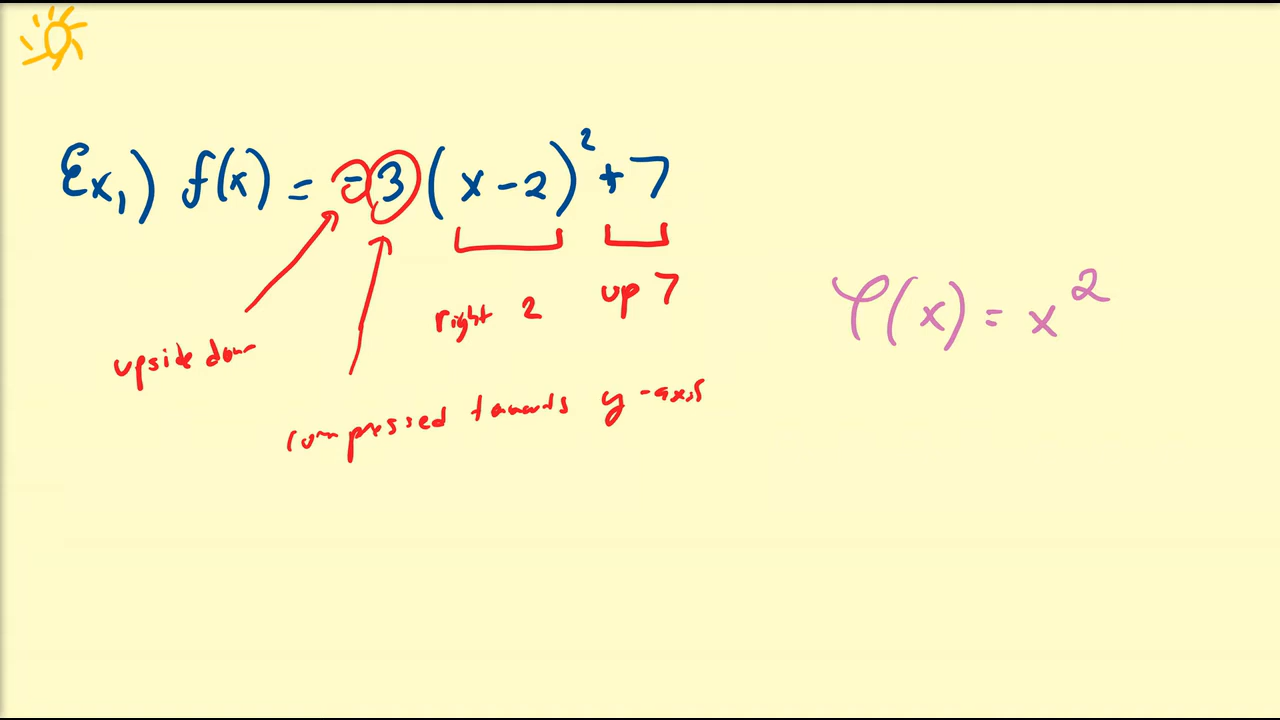 Ex₁) f(x) = -3(x-2)² + 7
up 7
right 2
φ(x) = x²
upside down
compressed towards y-axis